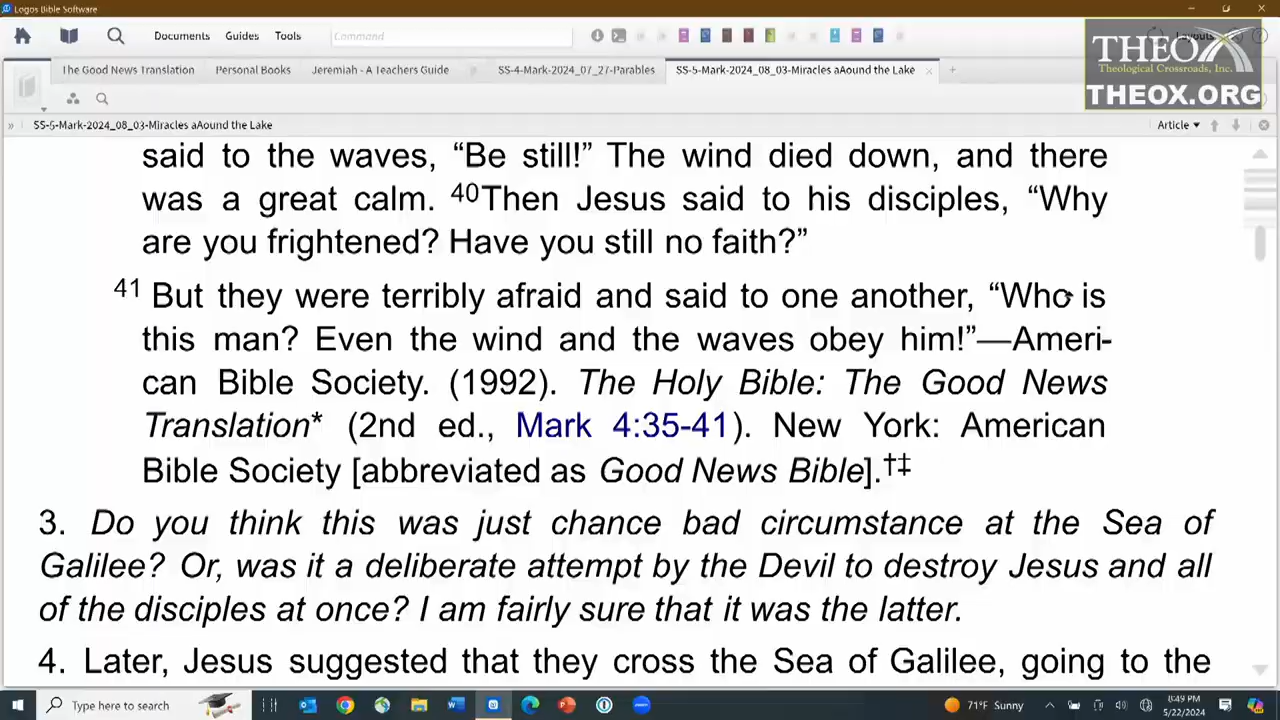 Logos Bible Software
Documents Guides Tools Command
THEOX
Theological Crossroads, Inc.
THEOX.ORG
The Good News Translation Personal Books Jeremiah - A Teac SS-4-Mark-2024_07_27-Parables SS-5-Mark-2024_08_03-Miracles aAound the Lake
SS-5-Mark-2024_08_03-Miracles aAound the Lake Article
said to the waves, “Be still!” The wind died down, and there
was a great calm. 40Then Jesus said to his disciples, “Why
are you frightened? Have you still no faith?”
41 But they were terribly afraid and said to one another, “Who is
this man? Even the wind and the waves obey him!”—Ameri-
can Bible Society. (1992). The Holy Bible: The Good News
Translation* (2nd ed., Mark 4:35-41). New York: American
Bible Society [abbreviated as Good News Bible].†‡
3. Do you think this was just chance bad circumstance at the Sea of
Galilee? Or, was it a deliberate attempt by the Devil to destroy Jesus and all
of the disciples at once? I am fairly sure that it was the latter.
4. Later, Jesus suggested that they cross the Sea of Galilee, going to the
Type here to search 71°F Sunny 8:49 PM
5/22/2024